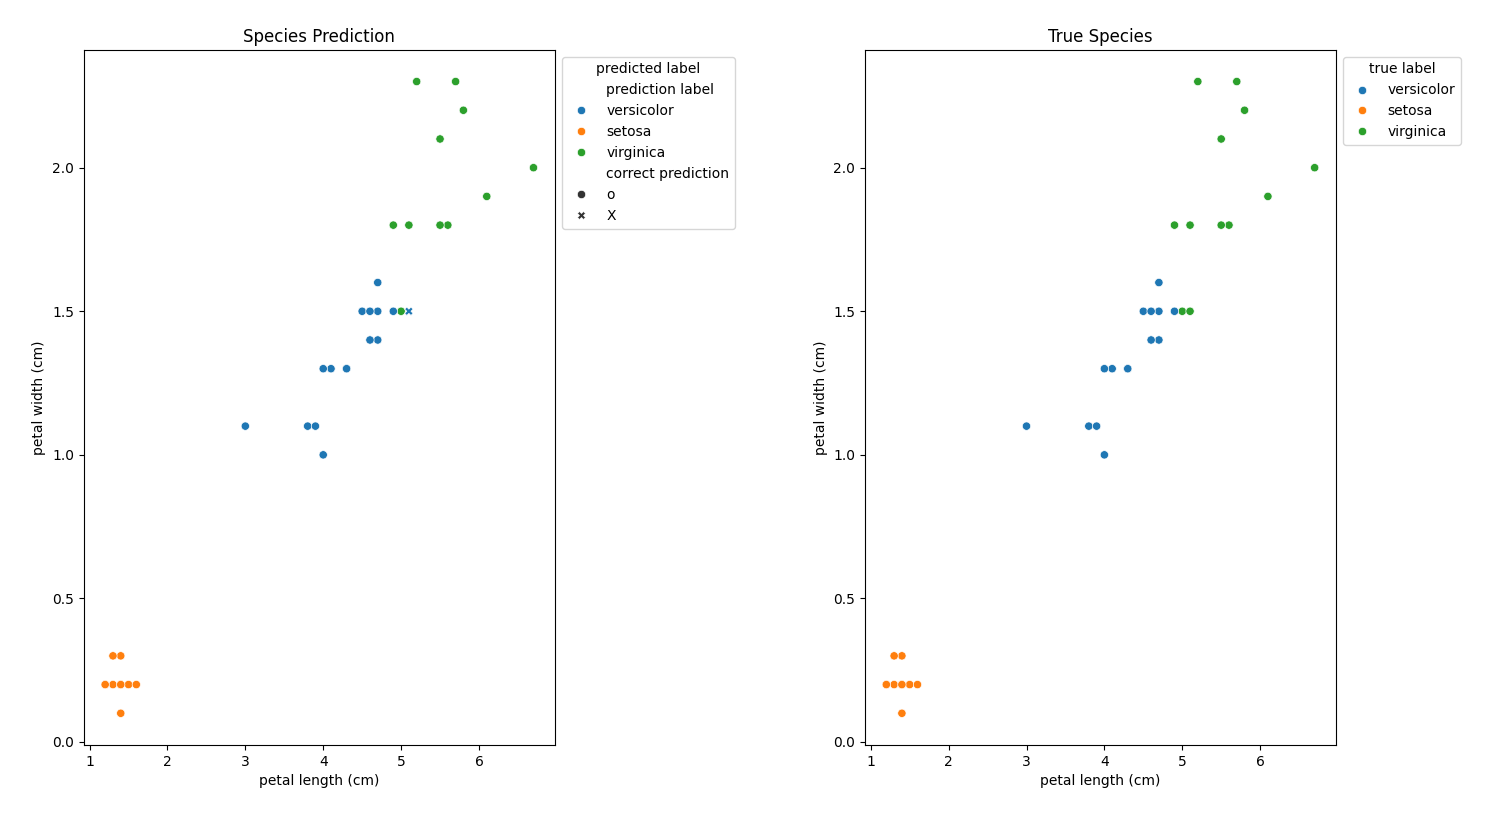 Species Prediction
petal width (cm)
2.0
1.5
1.0
0.5
0.0
1 2 3 4 5 6
petal length (cm)
predicted label
prediction label
versicolor
setosa
virginica
correct prediction
o
X
True Species
petal width (cm)
2.0
1.5
1.0
0.5
0.0
1 2 3 4 5 6
petal length (cm)
true label
versicolor
setosa
virginica